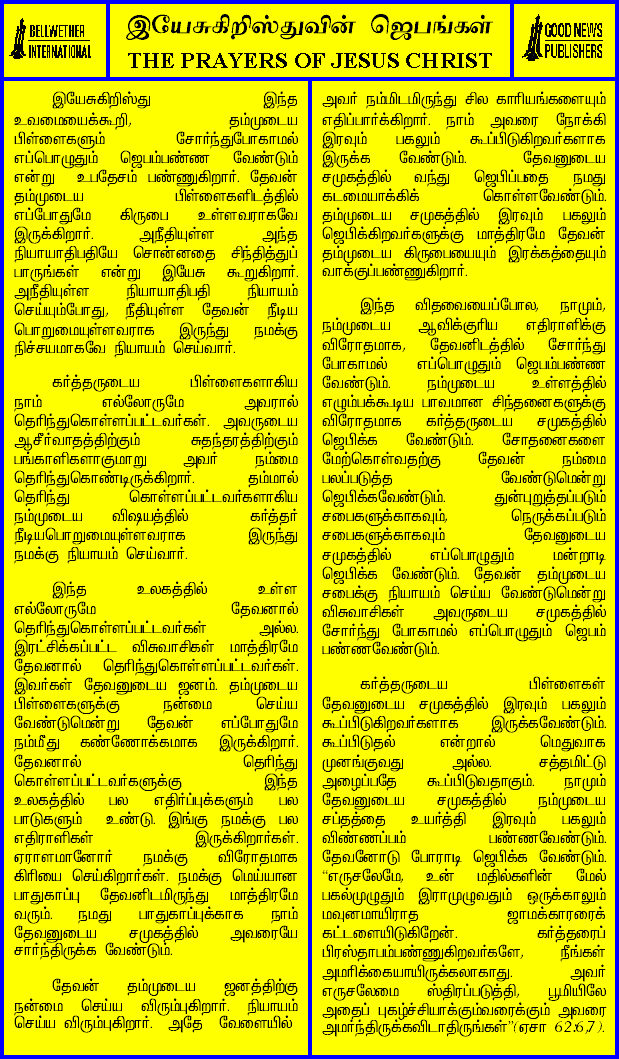 BELLWETHER
INTERNATIONAL
இயேசுகிறிஸ்துவின் ஜெபங்கள்
THE PRAYERS OF JESUS CHRIST
GOOD NEWS
PUBLISHERS
இயேசுகிறிஸ்து இந்த
உவமையைக்கூறி, தம்முடைய
பிள்ளைகளும் சோர்ந்துபோகாமல்
எப்பொழுதும் ஜெபம்பண்ண வேண்டும்
என்று உபதேசம் பண்ணுகிறார். தேவன்
தம்முடைய பிள்ளைகளிடத்தில்
எப்போதுமே கிருபை உள்ளவராகவே
இருக்கிறார். அநீதியுள்ள அந்த
நியாயாதிபதியே சொன்னதை சிந்தித்துப்
பாருங்கள் என்று இயேசு கூறுகிறார்.
அநீதியுள்ள நியாயாதிபதி நியாயம்
செய்யும்போது, நீதியுள்ள தேவன் நீடிய
பொறுமையுள்ளவராக இருந்து நமக்கு
நிச்சயமாகவே நியாயம் செய்வார்.
கர்த்தருடைய பிள்ளைகளாகிய
நாம் எல்லோருமே அவரால்
தெரிந்துகொள்ளப்பட்டவர்கள். அவருடைய
ஆசீர்வாதத்திற்கும் சுதந்தரத்திற்கும்
பங்காளிகளாகுமாறு அவர் நம்மை
தெரிந்துகொண்டிருக்கிறார். தம்மால்
தெரிந்து கொள்ளப்பட்டவர்களாகிய
நம்முடைய விஷயத்தில் கர்த்தர்
நீடியபொறுமையுள்ளவராக இருந்து
நமக்கு நியாயம் செய்வார்.
இந்த உலகத்தில் உள்ள
எல்லோருமே தேவனால்
தெரிந்துகொள்ளப்பட்டவர்கள் அல்ல.
இரட்சிக்கப்பட்ட விசுவாசிகள் மாத்திரமே
தேவனால் தெரிந்துகொள்ளப்பட்டவர்கள்.
இவர்கள் தேவனுடைய ஜனம். தம்முடைய
பிள்ளைகளுக்கு நன்மை செய்ய
வேண்டுமென்று தேவன் எப்போதுமே
நம்மீது கண்ணோக்கமாக இருக்கிறார்.
தேவனால் தெரிந்து
கொள்ளப்பட்டவர்களுக்கு இந்த
உலகத்தில் பல எதிர்ப்புக்களும் பல
பாடுகளும் உண்டு. இங்கு நமக்கு பல
எதிராளிகள் இருக்கிறார்கள்.
ஏராளமானோர் நமக்கு விரோதமாக
கிரியை செய்கிறார்கள். நமக்கு மெய்யான
பாதுகாப்பு தேவனிடமிருந்து மாத்திரமே
வரும். நமது பாதுகாப்புக்காக நாம்
தேவனுடைய சமுகத்தில் அவரையே
சார்ந்திருக்க வேண்டும்.
தேவன் தம்முடைய ஜனத்திற்கு
நன்மை செய்ய விரும்புகிறார். நியாயம்
செய்ய விரும்புகிறார். அதே வேளையில்
அவர் நம்மிடமிருந்து சில காரியங்களையும்
எதிப்பார்க்கிறார். நாம் அவரை நோக்கி
இரவும் பகலும் கூப்பிடுகிறவர்களாக
இருக்க வேண்டும். தேவனுடைய
சமுகத்தில் வந்து ஜெபிப்பதை நமது
கடமையாக்கிக் கொள்ளவேண்டும்.
தம்முடைய சமுகத்தில் இரவும் பகலும்
ஜெபிக்கிறவர்களுக்கு மாத்திரமே தேவன்
தம்முடைய கிருபையையும் இரக்கத்தையும்
வாக்குப்பண்ணுகிறார்.
இந்த விதவையைப்போல, நாமும்,
நம்முடைய ஆவிக்குரிய எதிராளிக்கு
விரோதமாக, தேவனிடத்தில் சோர்ந்து
போகாமல் எப்பொழுதும் ஜெபம்பண்ண
வேண்டும். நம்முடைய உள்ளத்தில்
எழும்பக்கூடிய பாவமான சிந்தனைகளுக்கு
விரோதமாக கர்த்தருடைய சமுகத்தில்
ஜெபிக்க வேண்டும். சோதனைகளை
மேற்கொள்வதற்கு தேவன் நம்மை
பலப்படுத்த வேண்டுமென்று
ஜெபிக்கவேண்டும். துன்புறுத்தப்படும்
சபைகளுக்காகவும், நெருக்கப்படும்
சபைகளுக்காகவும் தேவனுடைய
சமுகத்தில் எப்பொழுதும் மன்றாடி
ஜெபிக்க வேண்டும். தேவன் தம்முடைய
சபைக்கு நியாயம் செய்ய வேண்டுமென்று
விசுவாசிகள் அவருடைய சமுகத்தில்
சோர்ந்து போகாமல் எப்பொழுதும் ஜெபம்
பண்ணவேண்டும்.
கர்த்தருடைய பிள்ளைகள்
தேவனுடைய சமுகத்தில் இரவும் பகலும்
கூப்பிடுகிறவர்களாக இருக்கவேண்டும்.
கூப்பிடுதல் என்றால் மெதுவாக
முனங்குவது அல்ல. சத்தமிட்டு
அழைப்பதே கூப்பிடுவதாகும். நாமும்
தேவனுடைய சமுகத்தில் நம்முடைய
சப்தத்தை உயர்த்தி இரவும் பகலும்
விண்ணப்பம் பண்ணவேண்டும்.
தேவனோடு போராடி ஜெபிக்க வேண்டும்.
“எருசலேமே, உன் மதில்களின் மேல்
பகல்முழுதும் இராமுழுவதும் ஒருக்காலும்
மவுனமாயிராத ஜாமக்காரரைக்
கட்டளையிடுகிறேன். கர்த்தரைப்
பிரஸ்தாபம்பண்ணுகிறவர்களே, நீங்கள்
அமரிக்கையாயிருக்கலாகாது. அவர்
எருசலேமை ஸ்திரப்படுத்தி, பூமியிலே
அதைப் புகழ்ச்சியாக்கும்வரைக்கும் அவரை
அமர்ந்திருக்கவிடாதிருங்கள்”(ஏசா 62:6,7).